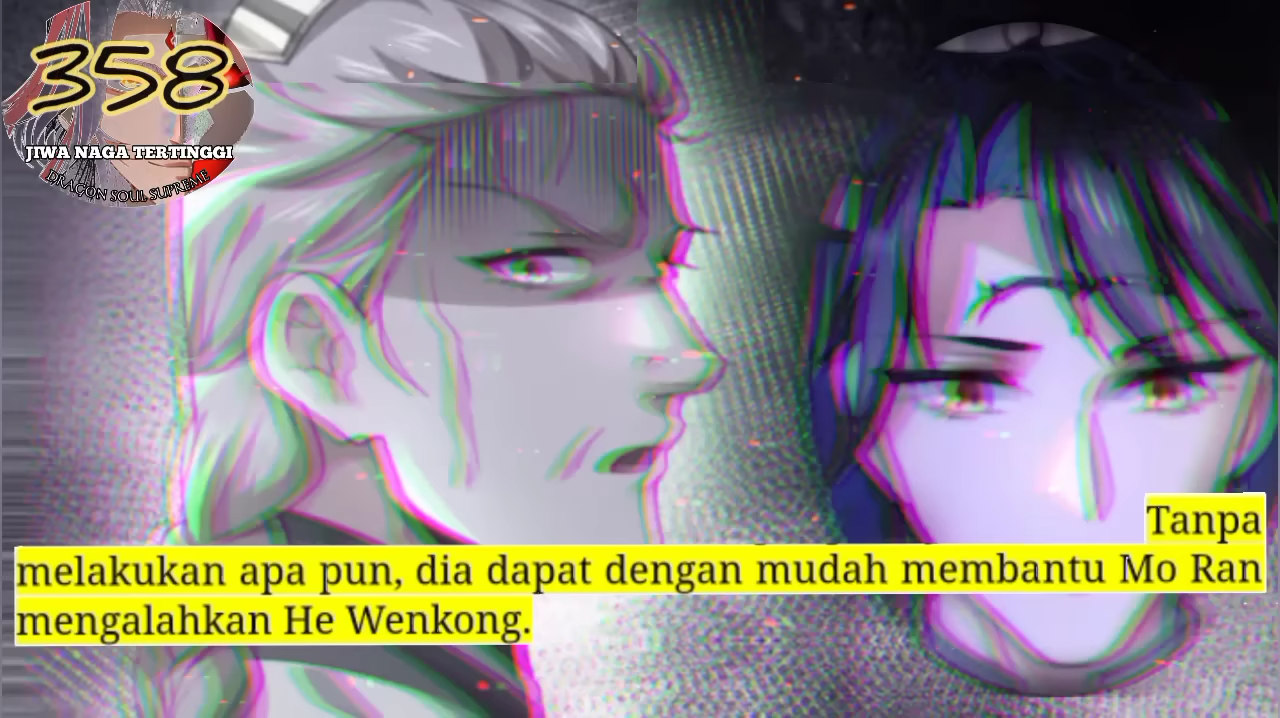 358
JIWA NAGA TERTINGGI
DRAGON SOUL SUPREME
Tanpa
melakukan apa pun, dia dapat dengan mudah membantu Mo Ran
mengalahkan He Wenkong.